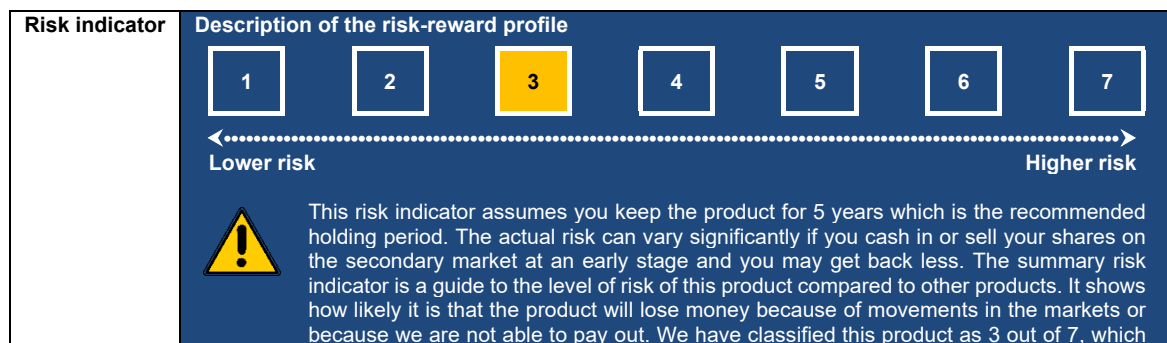 Risk indicator
Description of the risk-reward profile
1 2 3 4 5 6 7
Lower risk Higher risk
This risk indicator assumes you keep the product for 5 years which is the recommended
holding period. The actual risk can vary significantly if you cash in or sell your shares on
the secondary market at an early stage and you may get back less. The summary risk
indicator is a guide to the level of risk of this product compared to other products. It shows
how likely it is that the product will lose money because of movements in the markets or
because we are not able to pay out. We have classified this product as 3 out of 7, which